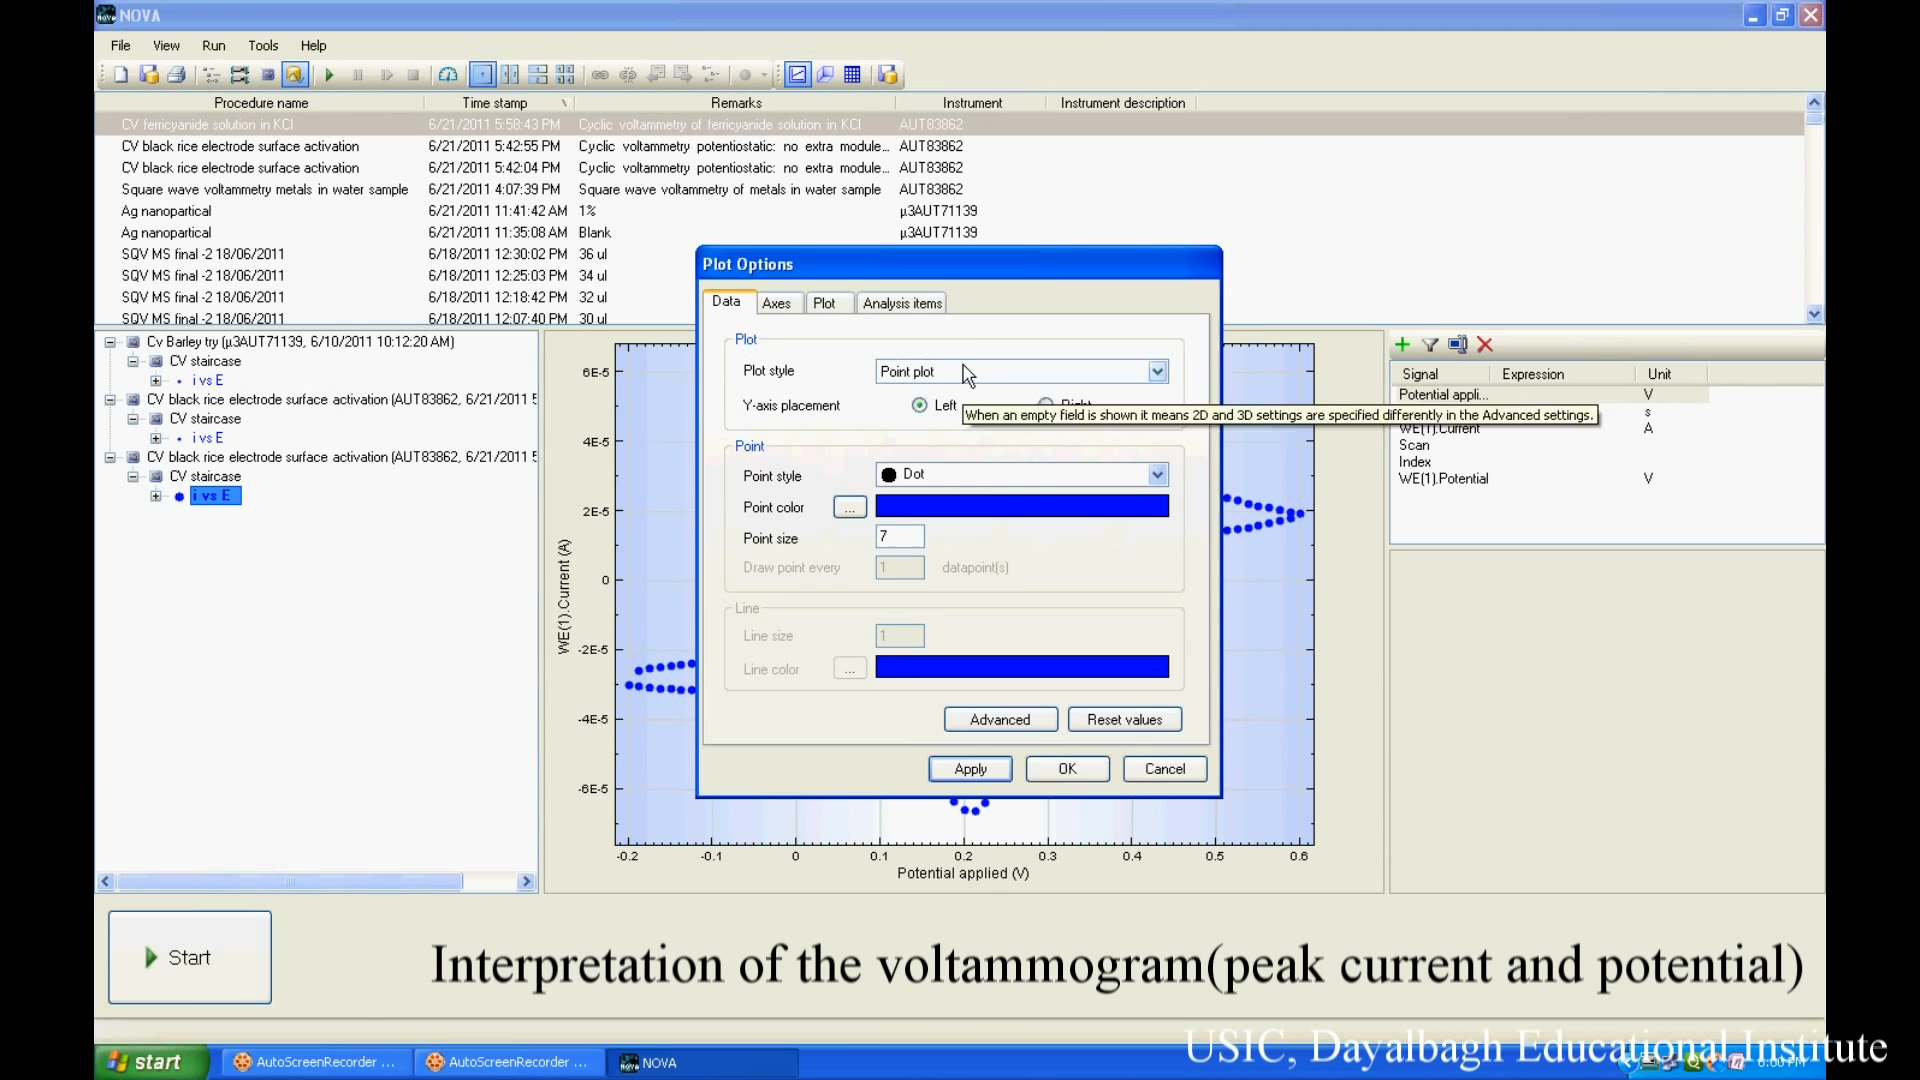 NOVA
File View Run Tools Help
Procedure name Time stamp Remarks Instrument Instrument description
CV ferricyanide solution in KCl 6/21/2011 5:58:43 PM Cyclic voltammetry of ferricyanide solution in KCl AUT83862
CV black rice electrode surface activation 6/21/2011 5:42:55 PM Cyclic voltammetry potentiostatic: no extra module... AUT83862
CV black rice electrode surface activation 6/21/2011 5:42:04 PM Cyclic voltammetry potentiostatic: no extra module... AUT83862
Square wave voltammetry metals in water sample 6/21/2011 4:07:39 PM Square wave voltammetry of metals in water sample AUT83862
Ag nanopartical 6/21/2011 11:41:42 AM 1% µ3AUT71139
Ag nanopartical 6/21/2011 11:35:08 AM Blank µ3AUT71139
SQV MS final -2 18/06/2011 6/18/2011 12:30:02 PM 36 ul
SQV MS final -2 18/06/2011 6/18/2011 12:25:03 PM 34 ul
SQV MS final -2 18/06/2011 6/18/2011 12:18:42 PM 32 ul
SQV MS final -2 18/06/2011 6/18/2011 12:07:40 PM 30 ul
Cv Barley try (µ3AUT71139, 6/10/2011 10:12:20 AM)
CV staircase
i vs E
CV black rice electrode surface activation (AUT83862, 6/21/2011 5
CV staircase
i vs E
CV black rice electrode surface activation (AUT83862, 6/21/2011 5
CV staircase
i vs E
Plot Options
Data Axes Plot Analysis items
Plot
Plot style Point plot
Y-axis placement Left
When an empty field is shown it means 2D and 3D settings are specified differently in the Advanced settings.
Point
Point style Dot
Point color ...
Point size 7
Draw point every 1 datapoint(s)
Line
Line size 1
Line color ...
Advanced Reset values
Apply OK Cancel
WE(1).Current (A)
6E-5
4E-5
2E-5
0
-2E-5
-4E-5
-6E-5
-0.2 -0.1 0 0.1 0.2 0.3 0.4 0.5 0.6
Potential applied (V)
Signal Expression Unit
Potential appli... V
s
WE(1).Current A
Scan
Index
WE(1).Potential V
Start
Interpretation of the voltammogram(peak current and potential)
USIC, Dayalbagh Educational Institute
start AutoScreenRecorder ... AutoScreenRecorder ... NOVA 6:00 PM